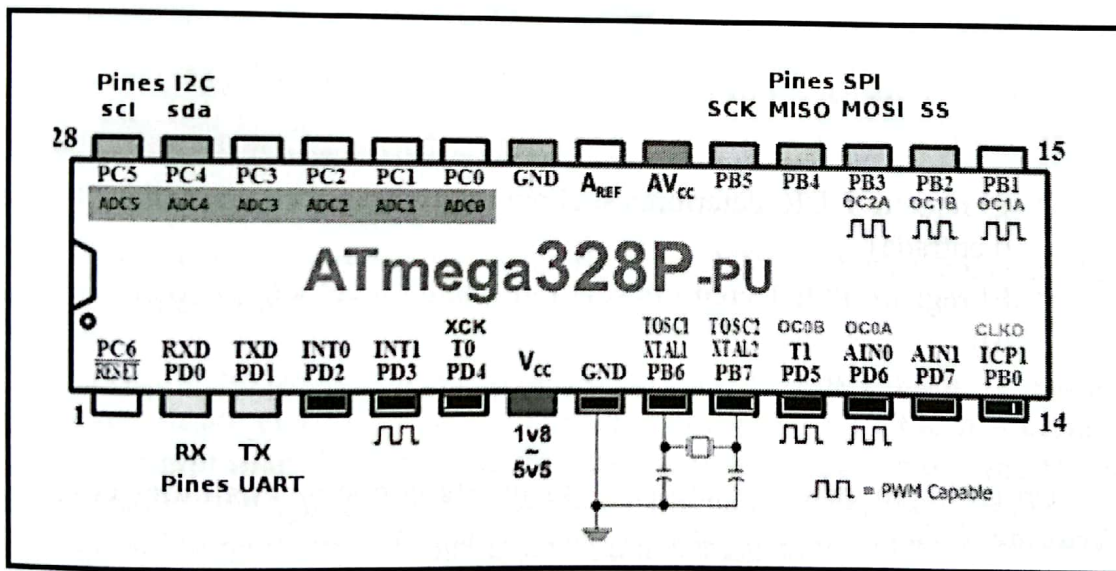 Pines I2C Pines SPI
scl sda SCK MISO MOSI SS
28 15
PC5 PC4 PC3 PC2 PC1 PC0 GND AREF AVCC PB5 PB4 PB3 PB2 PB1
ADC5 ADC4 ADC3 ADC2 ADC1 ADC0 OC2A OC1B OC1A
ATmega328P-PU
XCK TOSC1 TOSC2 OC0B OC0A CLKO
PC6 RXD TXD INT0 INT1 T0 XTAL1 XTAL2 T1 AIN0 AIN1 ICP1
RESET PD0 PD1 PD2 PD3 PD4 VCC GND PB6 PB7 PD5 PD6 PD7 PB0
1 14
RX TX 1v8
~
Pines UART 5v5
= PWM Capable